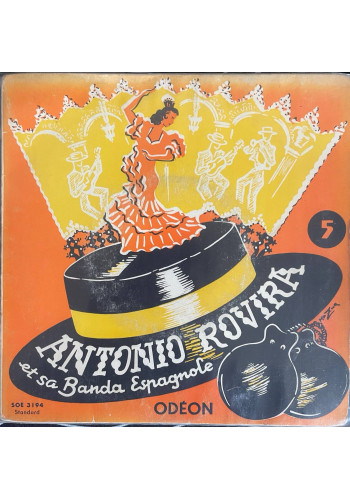 5
ANTONIO ROVIRA
et sa Banda Espagnole
SOE 3194
Standard
ODÉON